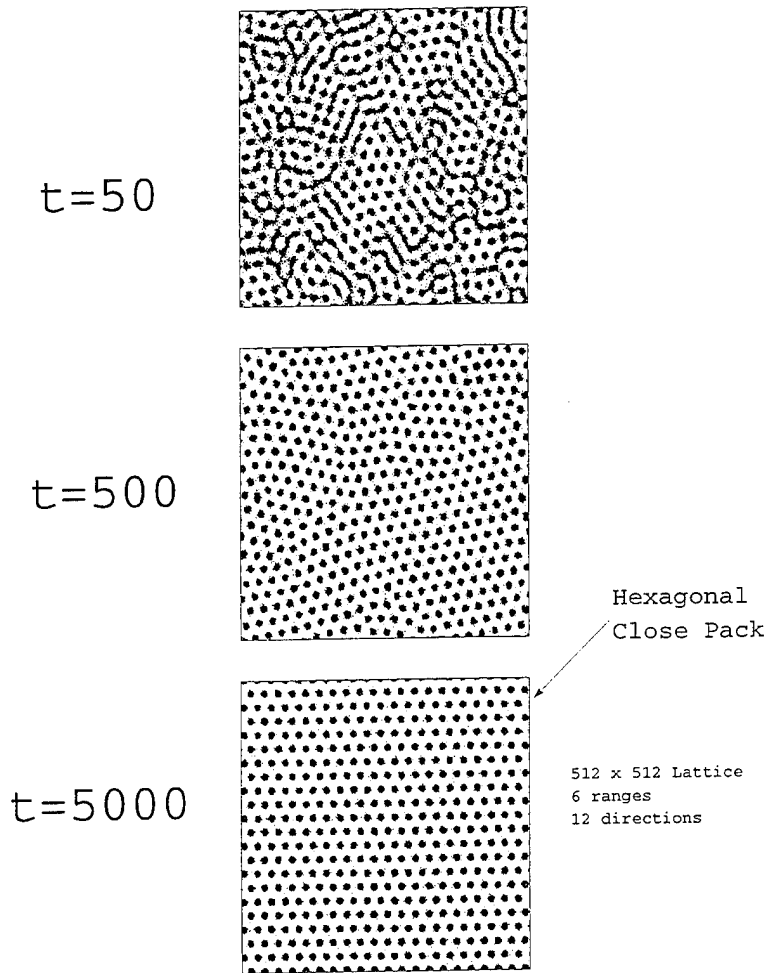 t=50
t=500
Hexagonal
Close Pack
t=5000
512 x 512 Lattice
6 ranges
12 directions